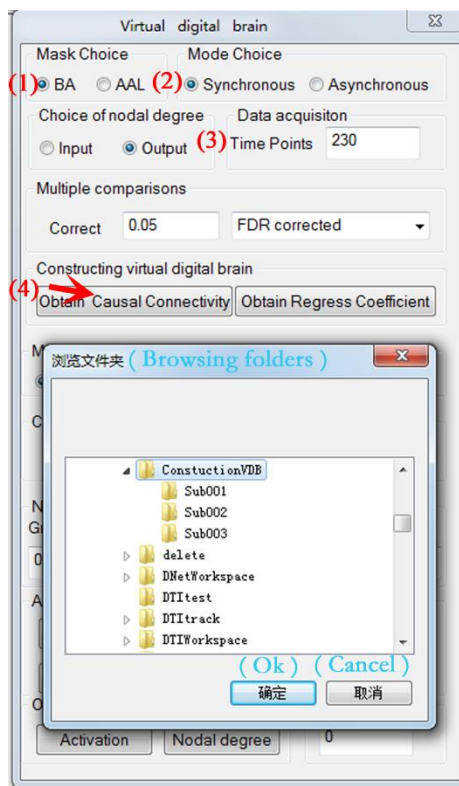 Virtual digital brain
Mask Choice Mode Choice
(1) BA AAL (2) Synchronous Asynchronous
Choice of nodal degree Data acquisiton
Input Output (3) Time Points 230
Multiple comparisons
Correct 0.05 FDR corrected
Constructing virtual digital brain
(4) Obtain Causal Connectivity Obtain Regress Coefficient
M
浏览文件夹 ( Browsing folders )
C
ConstuctionVDB
Sub001
Sub002
N
Sub003
G
delete
0
DNetWorkspace
DTItest
A
DTItrack
DTIWorkspace
( Ok ) ( Cancel )
确定 取消
O
Activation Nodal degree 0